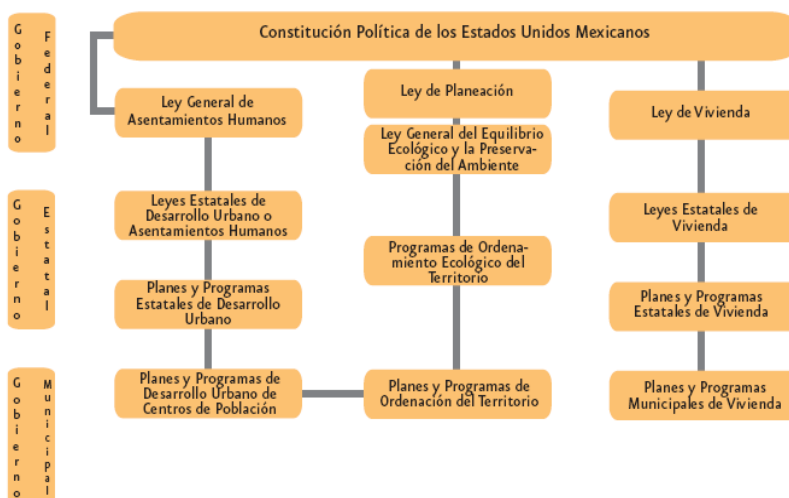 Gobierno Federal
Constitución Política de los Estados Unidos Mexicanos
Ley General de
Asentamientos Humanos
Ley de Planeación
Ley General del Equilibrio
Ecológico y la Preserva-
ción del Ambiente
Ley de Vivienda
Gobierno Estatal
Leyes Estatales de
Desarrollo Urbano o
Asentamientos Humanos
Programas de Ordena-
miento Ecológico del
Territorio
Leyes Estatales de
Vivienda
Planes y Programas
Estatales de Desarrollo
Urbano
Planes y Programas
Estatales de Vivienda
Gobierno Municipal
Planes y Programas de
Desarrollo Urbano de
Centros de Población
Planes y Programas de
Ordenación del Territorio
Planes y Programas
Municipales de Vivienda